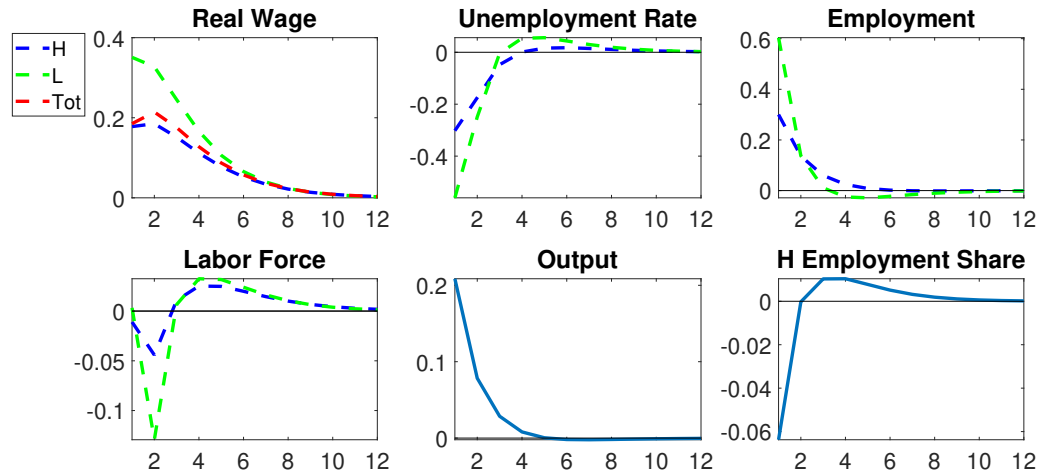 Real Wage
Unemployment Rate
Employment
H
L
Tot
0.4
0.2
0
2 4 6 8 10 12
0
-0.2
-0.4
2 4 6 8 10 12
0.6
0.4
0.2
0
2 4 6 8 10 12
Labor Force
Output
H Employment Share
0
-0.05
-0.1
2 4 6 8 10 12
0.2
0.1
0
2 4 6 8 10 12
0
-0.02
-0.04
-0.06
2 4 6 8 10 12